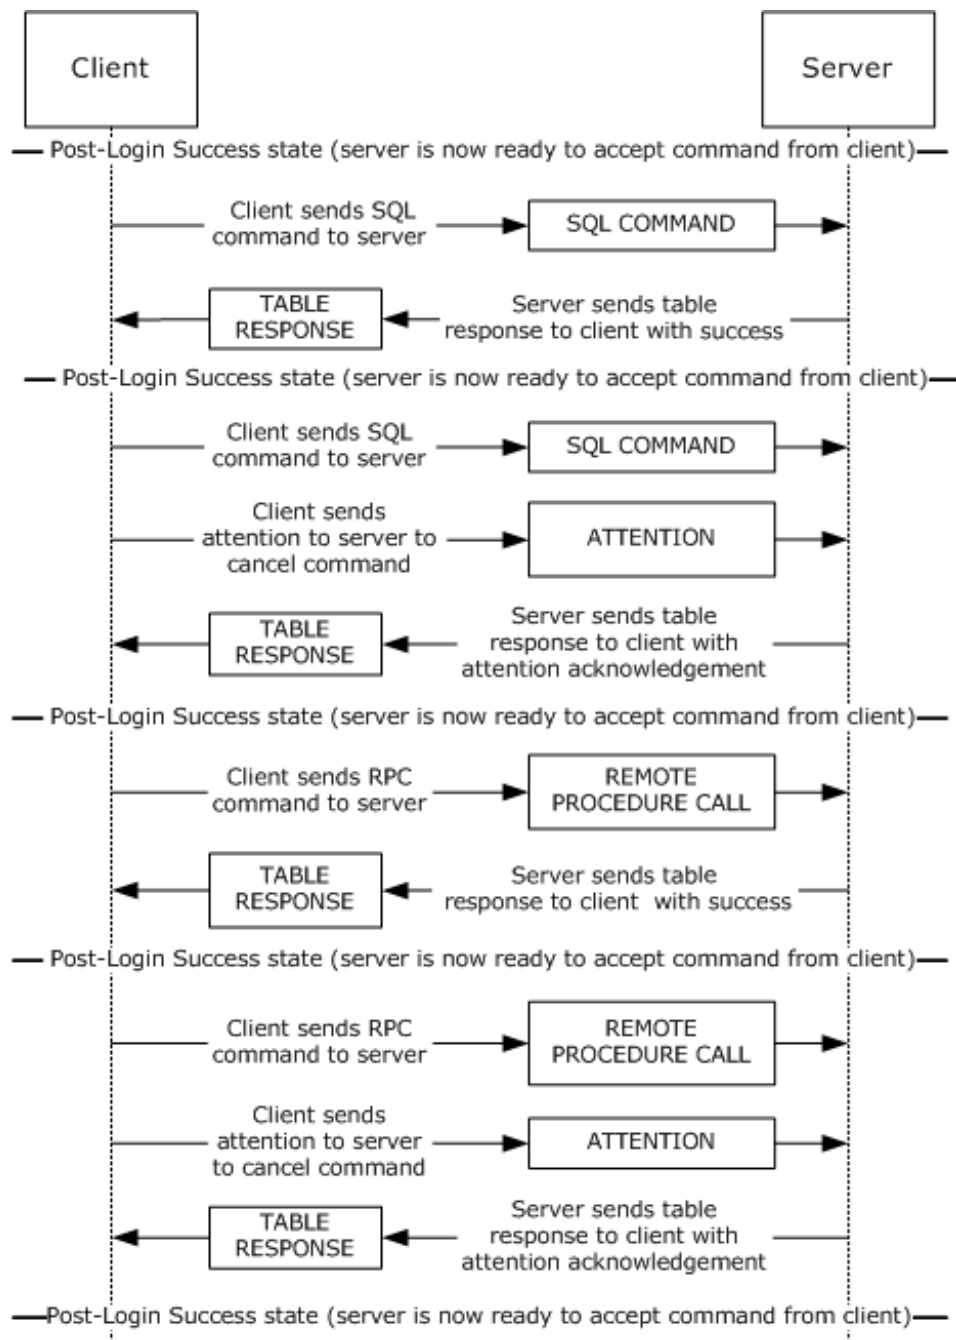 Client
Server
Post-Login Success state (server is now ready to accept command from client)
Client sends SQL
command to server
SQL COMMAND
TABLE
RESPONSE
Server sends table
response to client with success
Post-Login Success state (server is now ready to accept command from client)
Client sends SQL
command to server
SQL COMMAND
Client sends
attention to server to
cancel command
ATTENTION
TABLE
RESPONSE
Server sends table
response to client with
attention acknowledgement
Post-Login Success state (server is now ready to accept command from client)
Client sends RPC
command to server
REMOTE
PROCEDURE CALL
TABLE
RESPONSE
Server sends table
response to client with success
Post-Login Success state (server is now ready to accept command from client)
Client sends RPC
command to server
REMOTE
PROCEDURE CALL
Client sends
attention to server
to cancel command
ATTENTION
TABLE
RESPONSE
Server sends table
response to client with
attention acknowledgement
Post-Login Success state (server is now ready to accept command from client)